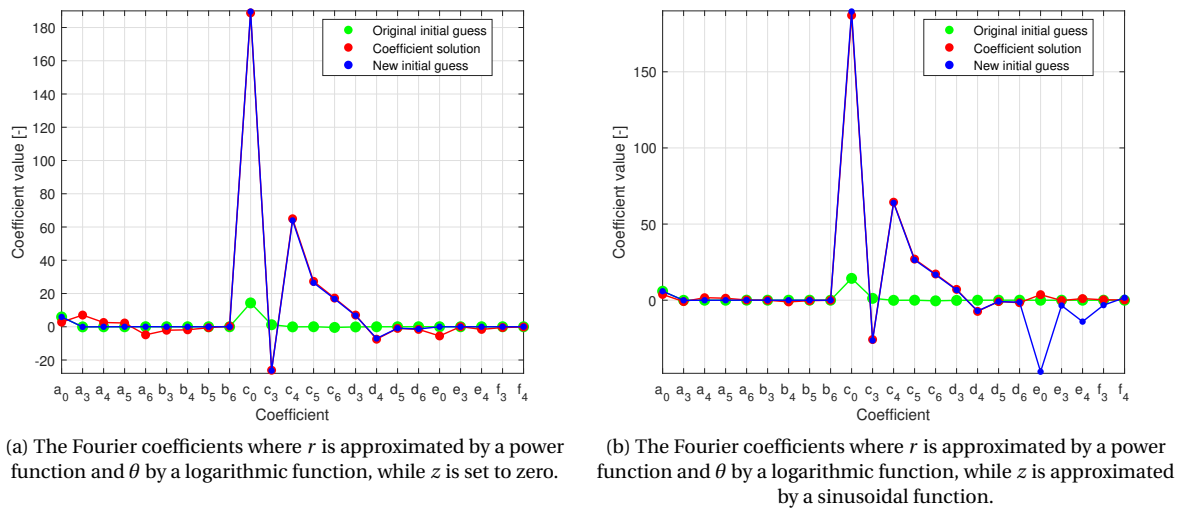 180
160
140
120
100
80
60
40
20
0
-20
Coefficient value [-]
Original initial guess
Coefficient solution
New initial guess
a0 a3 a4 a5 a6 b3 b4 b5 b6 c0 c3 c4 c5 c6 d3 d4 d5 d6 e0 e3 e4 f3 f4
Coefficient
(a) The Fourier coefficients where r is approximated by a power
function and θ by a logarithmic function, while z is set to zero.
150
100
50
0
Coefficient value [-]
Original initial guess
Coefficient solution
New initial guess
a0 a3 a4 a5 a6 b3 b4 b5 b6 c0 c3 c4 c5 c6 d3 d4 d5 d6 e0 e3 e4 f3 f4
Coefficient
(b) The Fourier coefficients where r is approximated by a power
function and θ by a logarithmic function, while z is approximated
by a sinusoidal function.